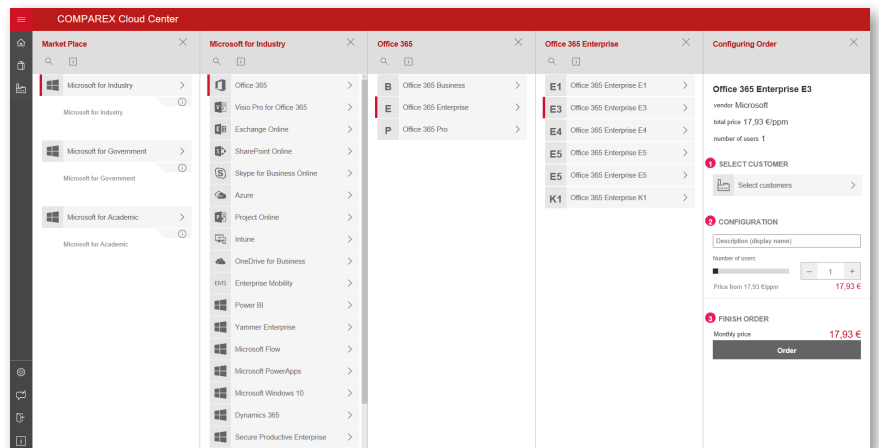 COMPAREX Cloud Center
Market Place
Microsoft for Industry
Microsoft for Industry
Microsoft for Government
Microsoft for Government
Microsoft for Academic
Microsoft for Academic
Microsoft for Industry
Office 365
Visio Pro for Office 365
Exchange Online
SharePoint Online
Skype for Business Online
Azure
Project Online
Intune
OneDrive for Business
EMS Enterprise Mobility
Power BI
Yammer Enterprise
Microsoft Flow
Microsoft PowerApps
Microsoft Windows 10
Dynamics 365
Secure Productive Enterprise
Office 365
B Office 365 Business
E Office 365 Enterprise
P Office 365 Pro
Office 365 Enterprise
E1 Office 365 Enterprise E1
E3 Office 365 Enterprise E3
E4 Office 365 Enterprise E4
E5 Office 365 Enterprise E5
E5 Office 365 Enterprise E5
K1 Office 365 Enterprise K1
Configuring Order
Office 365 Enterprise E3
vendor Microsoft
total price 17,93 €/ppm
number of users 1
1 SELECT CUSTOMER
Select customers
2 CONFIGURATION
Description (display name)
Number of users:
− 1 +
Price from 17,93 €/ppm 17,93 €
3 FINISH ORDER
Monthly price 17,93 €
Order